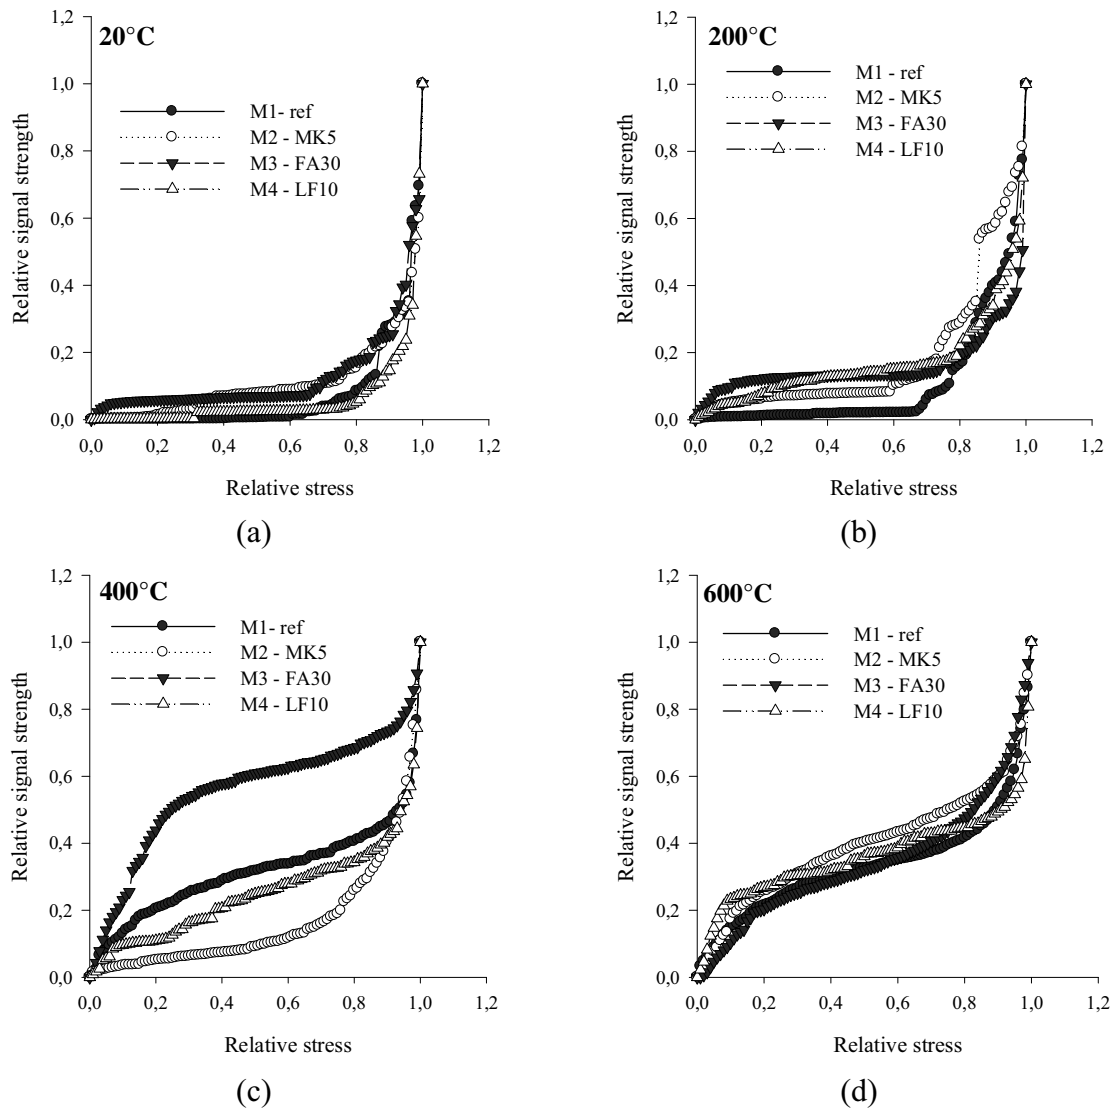 1,2
20°C
1,0
M1- ref
M2 - MK5
M3 - FA30
M4 - LF10
0,8
0,6
0,4
0,2
0,0
0,0 0,2 0,4 0,6 0,8 1,0 1,2
Relative signal strength
Relative stress
(a)
1,2
200°C
1,0
M1 - ref
M2 - MK5
M3 - FA30
M4 - LF10
0,8
0,6
0,4
0,2
0,0
0,0 0,2 0,4 0,6 0,8 1,0 1,2
Relative signal strength
Relative stress
(b)
1,2
400°C
1,0
M1- ref
M2 - MK5
M3 - FA30
M4 - LF10
0,8
0,6
0,4
0,2
0,0
0,0 0,2 0,4 0,6 0,8 1,0 1,2
Relative signal strength
Relative stress
(c)
1,2
600°C
1,0
M1 - ref
M2 - MK5
M3 - FA30
M4 - LF10
0,8
0,6
0,4
0,2
0,0
0,0 0,2 0,4 0,6 0,8 1,0 1,2
Relative signal strength
Relative stress
(d)